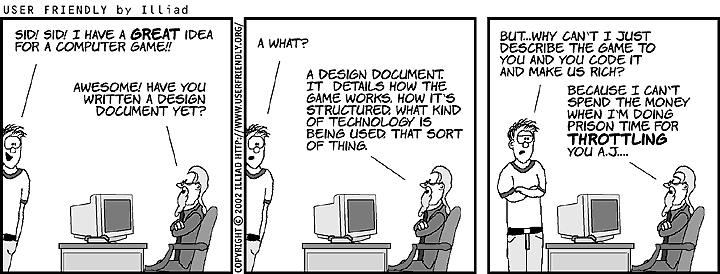 USER FRIENDLY by Illiad
SID! SID! I HAVE A GREAT IDEA
FOR A COMPUTER GAME!!
AWESOME! HAVE YOU
WRITTEN A DESIGN
DOCUMENT YET?
COPYRIGHT © 2002 ILLIAD HTTP://WWW.USERFRIENDLY.ORG/
A WHAT?
A DESIGN DOCUMENT.
IT DETAILS HOW THE
GAME WORKS. HOW IT'S
STRUCTURED. WHAT KIND
OF TECHNOLOGY IS
BEING USED. THAT SORT
OF THING.
BUT...WHY CAN'T I JUST
DESCRIBE THE GAME TO
YOU AND YOU CODE IT
AND MAKE US RICH?
BECAUSE I CAN'T
SPEND THE MONEY
WHEN I'M DOING
PRISON TIME FOR
THROTTLING
YOU A.J....